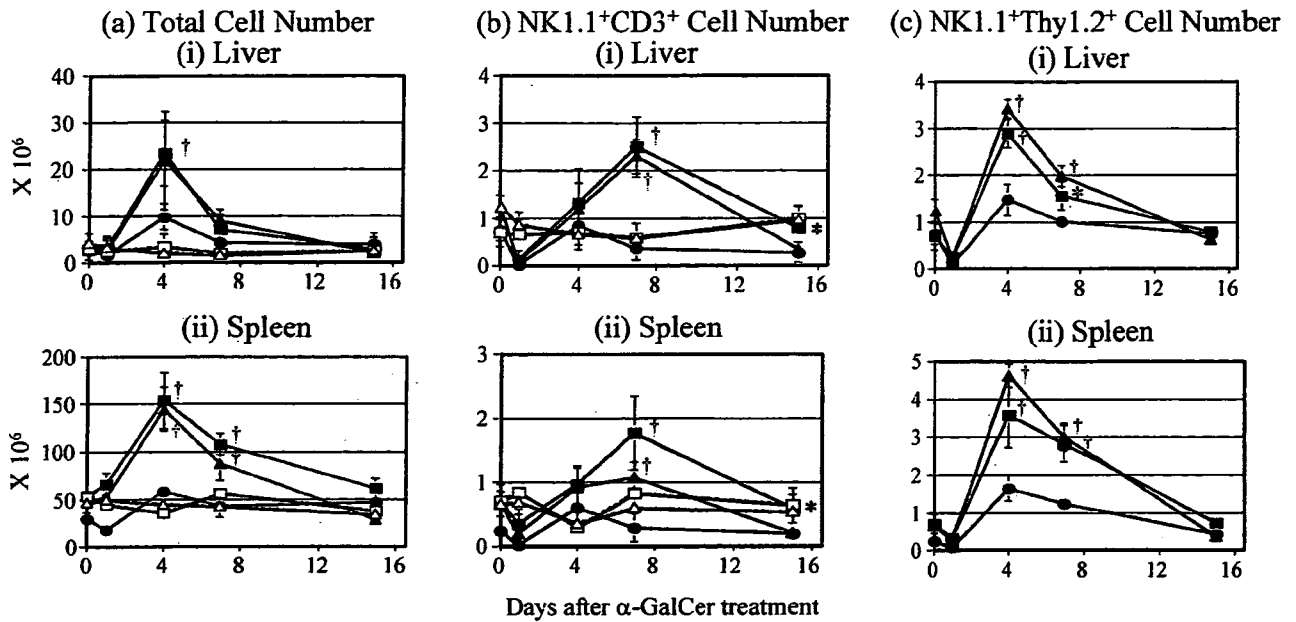 (a) Total Cell Number
(i) Liver
(b) NK1.1+CD3+ Cell Number
(i) Liver
(c) NK1.1+Thy1.2+ Cell Number
(i) Liver
X 10⁶
40
30
20
10
0
0 4 8 12 16
†
4
3
2
1
0
0 4 8 12 16
†
†
*
4
3
2
1
0
0 4 8 12 16
†
†
†
*
(ii) Spleen
(ii) Spleen
(ii) Spleen
X 10⁶
200
150
100
50
0
0 4 8 12 16
†
†
†
†
3
2
1
0
0 4 8 12 16
†
†
*
5
4
3
2
1
0
0 4 8 12 16
†
†
†
†
Days after α-GalCer treatment